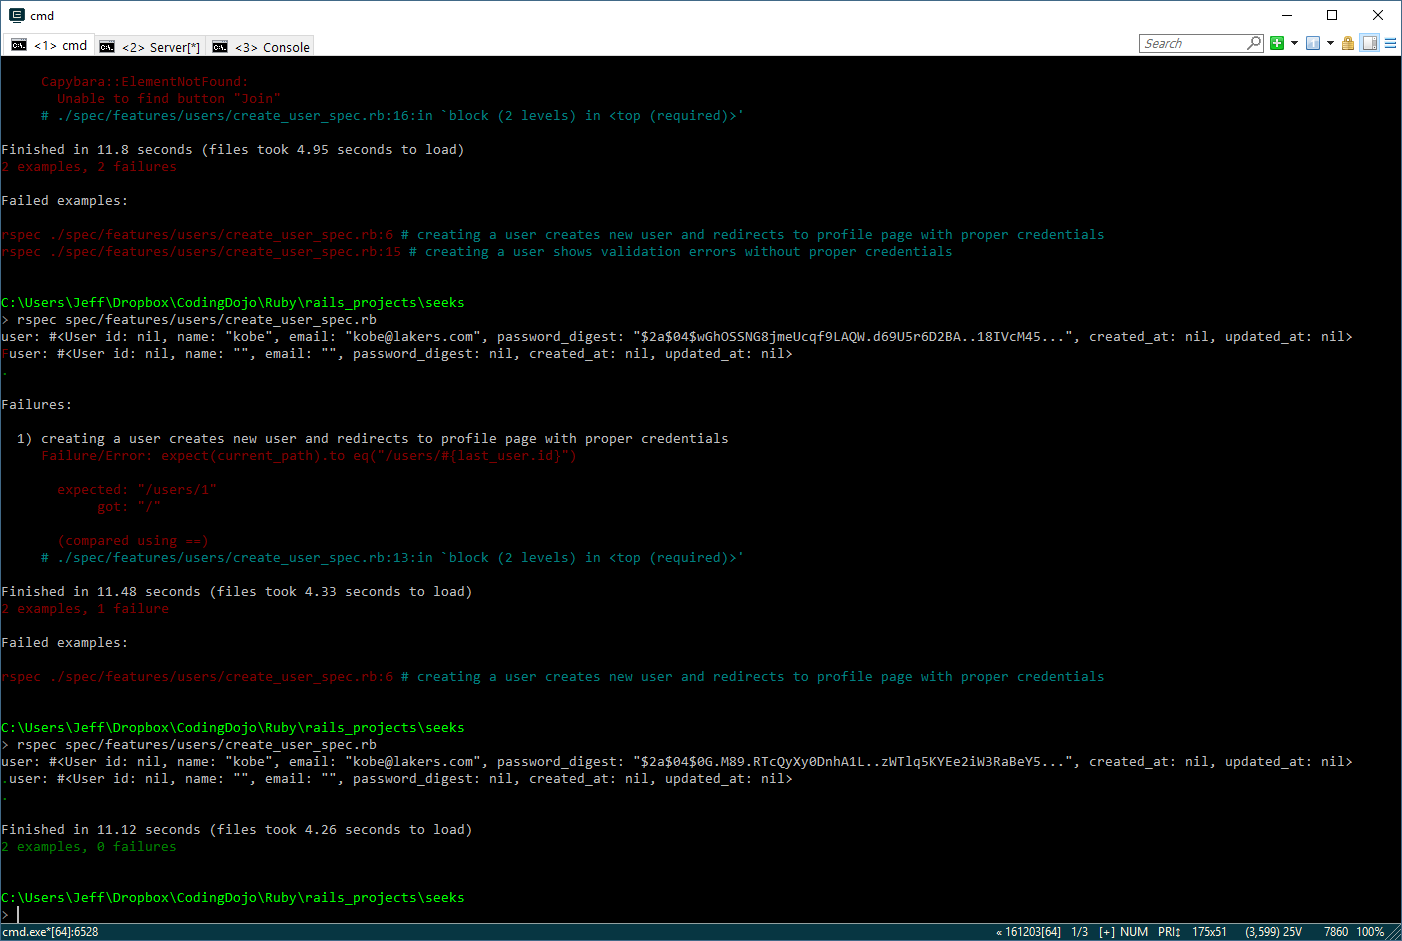 cmd
<1> cmd <2> Server[*] <3> Console Search
Capybara::ElementNotFound:
Unable to find button "Join"
# ./spec/features/users/create_user_spec.rb:16:in `block (2 levels) in <top (required)>'
Finished in 11.8 seconds (files took 4.95 seconds to load)
2 examples, 2 failures
Failed examples:
rspec ./spec/features/users/create_user_spec.rb:6 # creating a user creates new user and redirects to profile page with proper credentials
rspec ./spec/features/users/create_user_spec.rb:15 # creating a user shows validation errors without proper credentials
C:\Users\Jeff\Dropbox\CodingDojo\Ruby\rails_projects\seeks
> rspec spec/features/users/create_user_spec.rb
user: #<User id: nil, name: "kobe", email: "kobe@lakers.com", password_digest: "$2a$04$wGhOSSNG8jmeUcqf9LAQW.d69U5r6D2BA..18IVcM45...", created_at: nil, updated_at: nil>
Fuser: #<User id: nil, name: "", email: "", password_digest: nil, created_at: nil, updated_at: nil>
.
Failures:
1) creating a user creates new user and redirects to profile page with proper credentials
Failure/Error: expect(current_path).to eq("/users/#{last_user.id}")
expected: "/users/1"
got: "/"
(compared using ==)
# ./spec/features/users/create_user_spec.rb:13:in `block (2 levels) in <top (required)>'
Finished in 11.48 seconds (files took 4.33 seconds to load)
2 examples, 1 failure
Failed examples:
rspec ./spec/features/users/create_user_spec.rb:6 # creating a user creates new user and redirects to profile page with proper credentials
C:\Users\Jeff\Dropbox\CodingDojo\Ruby\rails_projects\seeks
> rspec spec/features/users/create_user_spec.rb
user: #<User id: nil, name: "kobe", email: "kobe@lakers.com", password_digest: "$2a$04$0G.M89.RTcQyXy0DnhA1L..zWTlq5KYEe2iW3RaBeY5...", created_at: nil, updated_at: nil>
.user: #<User id: nil, name: "", email: "", password_digest: nil, created_at: nil, updated_at: nil>
.
Finished in 11.12 seconds (files took 4.26 seconds to load)
2 examples, 0 failures
C:\Users\Jeff\Dropbox\CodingDojo\Ruby\rails_projects\seeks
>
cmd.exe*[64]:6528 « 161203[64] 1/3 [+] NUM PRI↕ 175x51 (3,599) 25V 7860 100%